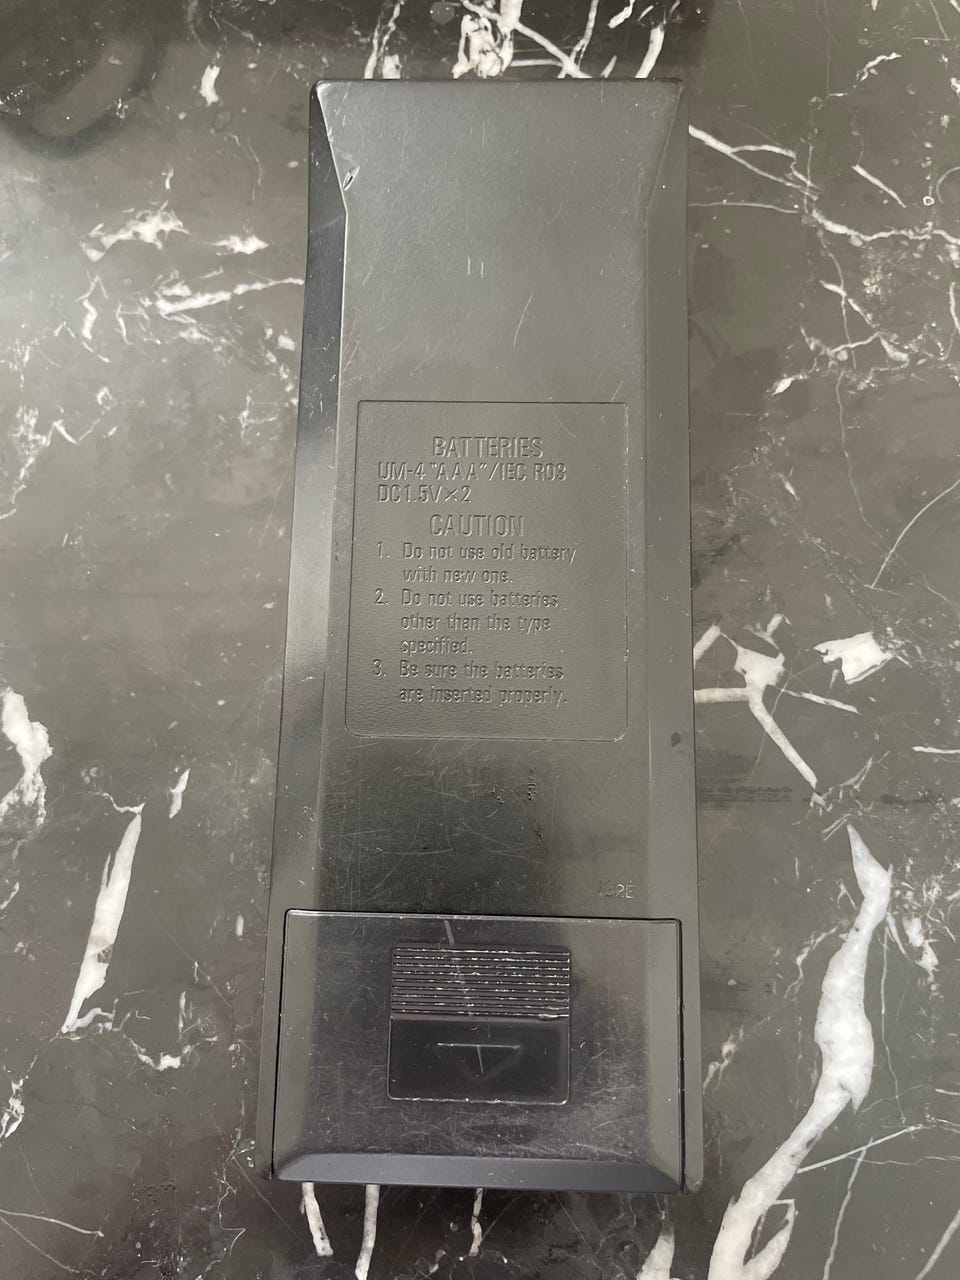 BATTERIES
UM-4 "AAA"/IEC R03
DC1.5V×2
CAUTION
1. Do not use old battery
with new one.
2. Do not use batteries
other than the type
specified.
3. Be sure the batteries
are inserted properly.